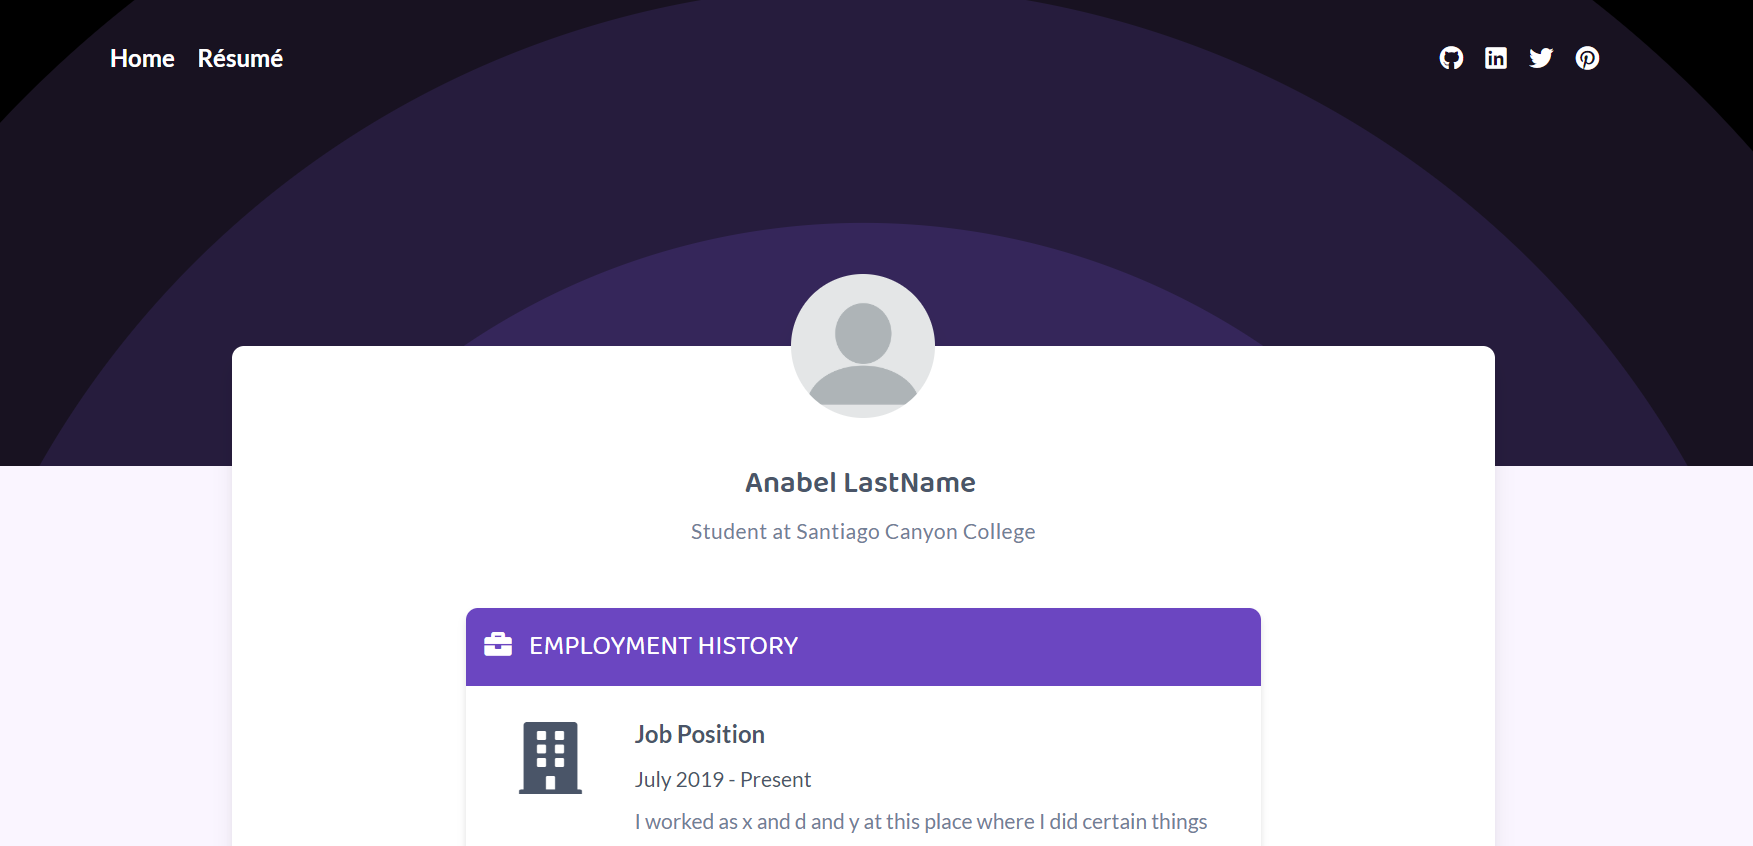 Home Résumé
Anabel LastName
Student at Santiago Canyon College
EMPLOYMENT HISTORY
Job Position
July 2019 - Present
I worked as x and d and y at this place where I did certain things